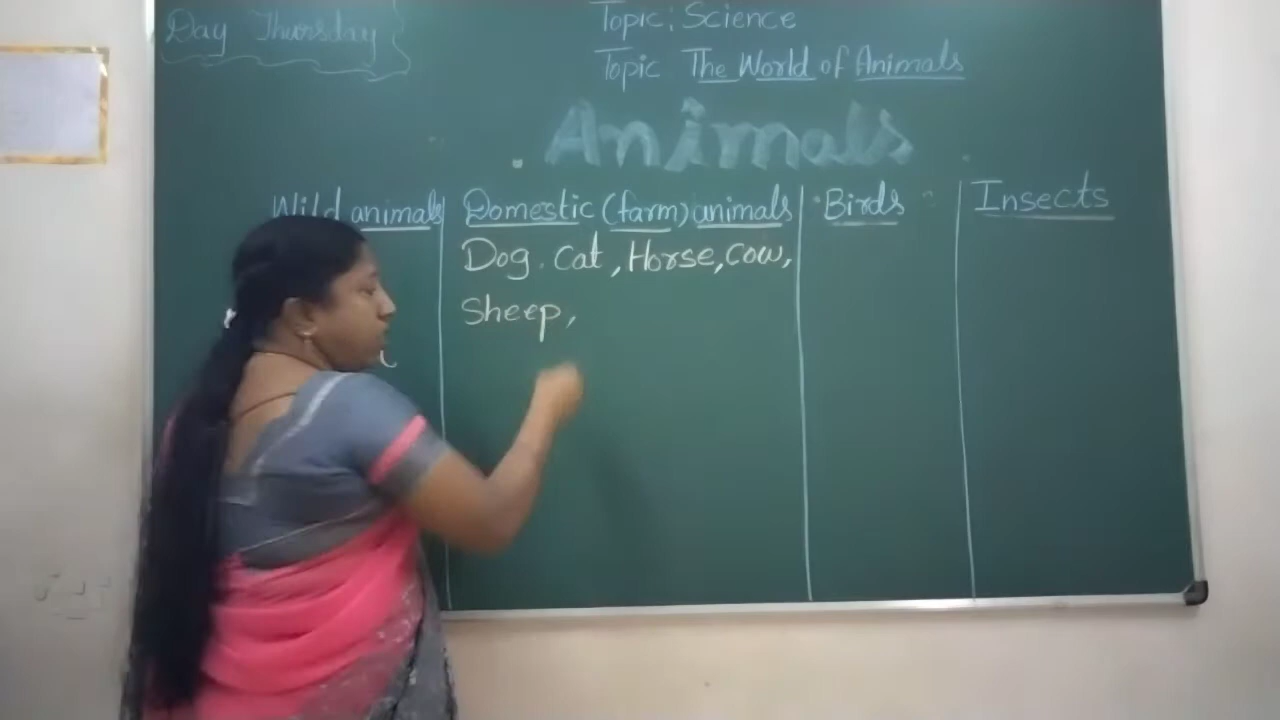 Day Thursday
Topic: Science
Topic The World of Animals
Animals
Wild animals
Domestic (farm) animals
Birds
Insects
Dog. Cat, Horse, Cow,
Sheep,